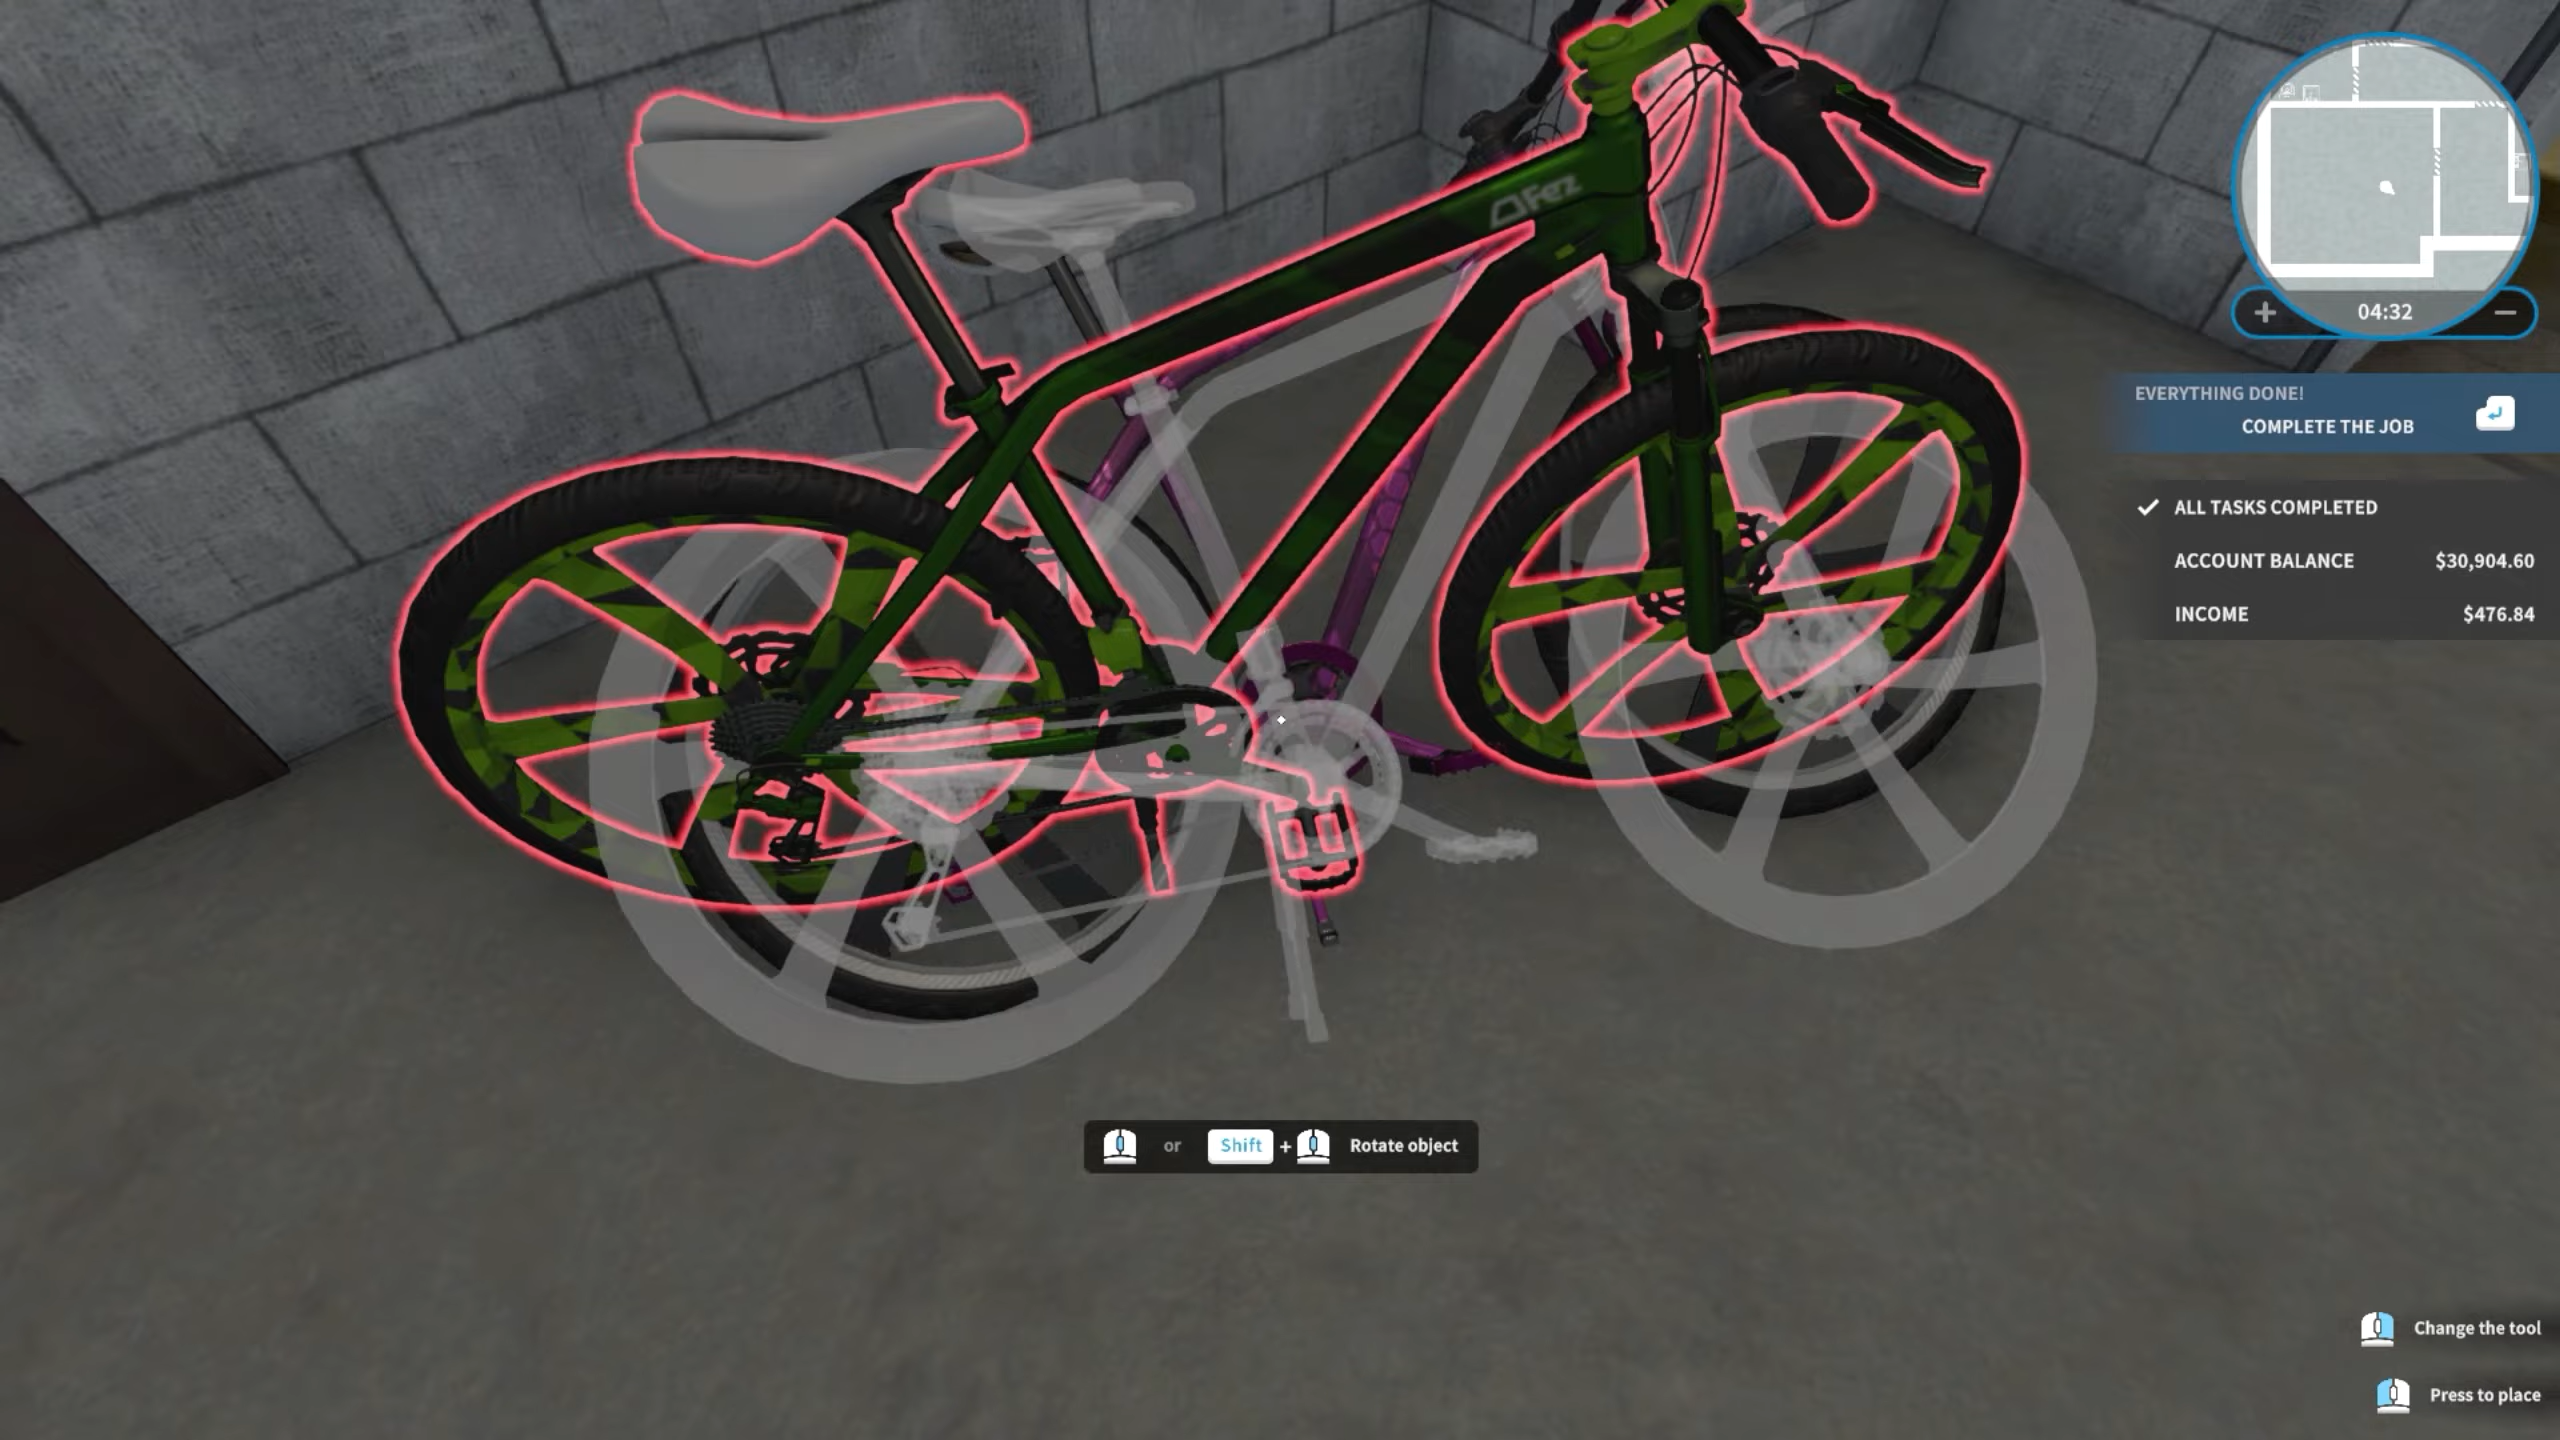 04:32
EVERYTHING DONE!
COMPLETE THE JOB
ALL TASKS COMPLETED
ACCOUNT BALANCE $30,904.60
INCOME $476.84
or Shift + Rotate object
Change the tool
Press to place